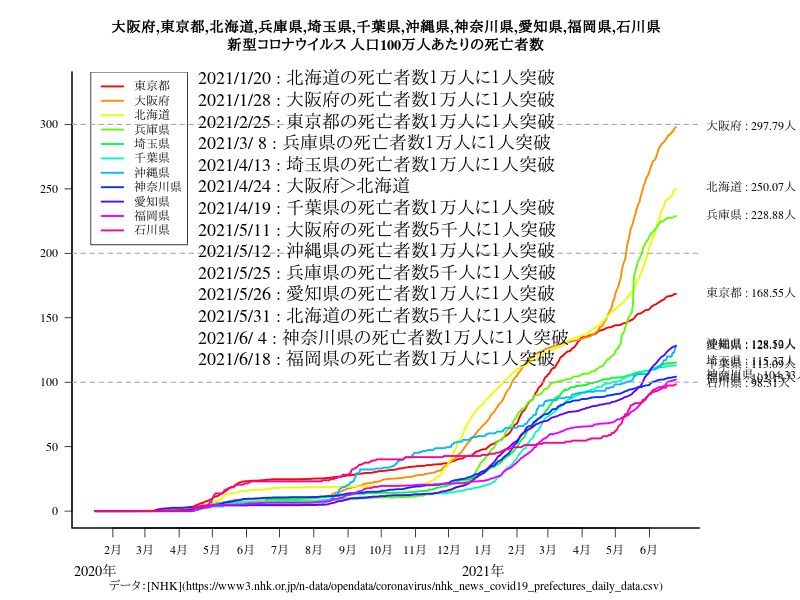 大阪府,東京都,北海道,兵庫県,埼玉県,千葉県,沖縄県,神奈川県,愛知県,福岡県,石川県
新型コロナウイルス 人口100万人あたりの死亡者数
東京都
大阪府
北海道
兵庫県
埼玉県
千葉県
沖縄県
神奈川県
愛知県
福岡県
石川県
2021/1/20 : 北海道の死亡者数1万人に1人突破
2021/1/28 : 大阪府の死亡者数1万人に1人突破
2021/2/25 : 東京都の死亡者数1万人に1人突破
2021/3/ 8 : 兵庫県の死亡者数1万人に1人突破
2021/4/13 : 埼玉県の死亡者数1万人に1人突破
2021/4/24 : 大阪府＞北海道
2021/4/19 : 千葉県の死亡者数1万人に1人突破
2021/5/11 : 大阪府の死亡者数5千人に1人突破
2021/5/12 : 沖縄県の死亡者数1万人に1人突破
2021/5/25 : 兵庫県の死亡者数5千人に1人突破
2021/5/26 : 愛知県の死亡者数1万人に1人突破
2021/5/31 : 北海道の死亡者数5千人に1人突破
2021/6/ 4 : 神奈川県の死亡者数1万人に1人突破
2021/6/18 : 福岡県の死亡者数1万人に1人突破
300
250
200
150
100
50
0
大阪府 : 297.79人
北海道 : 250.07人
兵庫県 : 228.88人
東京都 : 168.55人
愛知県 :
埼玉県 :
千葉県 : 113.09人
石川県 : 98.31人
2月 3月 4月 5月 6月 7月 8月 9月 10月 11月 12月 1月 2月 3月 4月 5月 6月
2020年 2021年
データ:[NHK](https://www3.nhk.or.jp/n-data/opendata/coronavirus/nhk_news_covid19_prefectures_daily_data.csv)